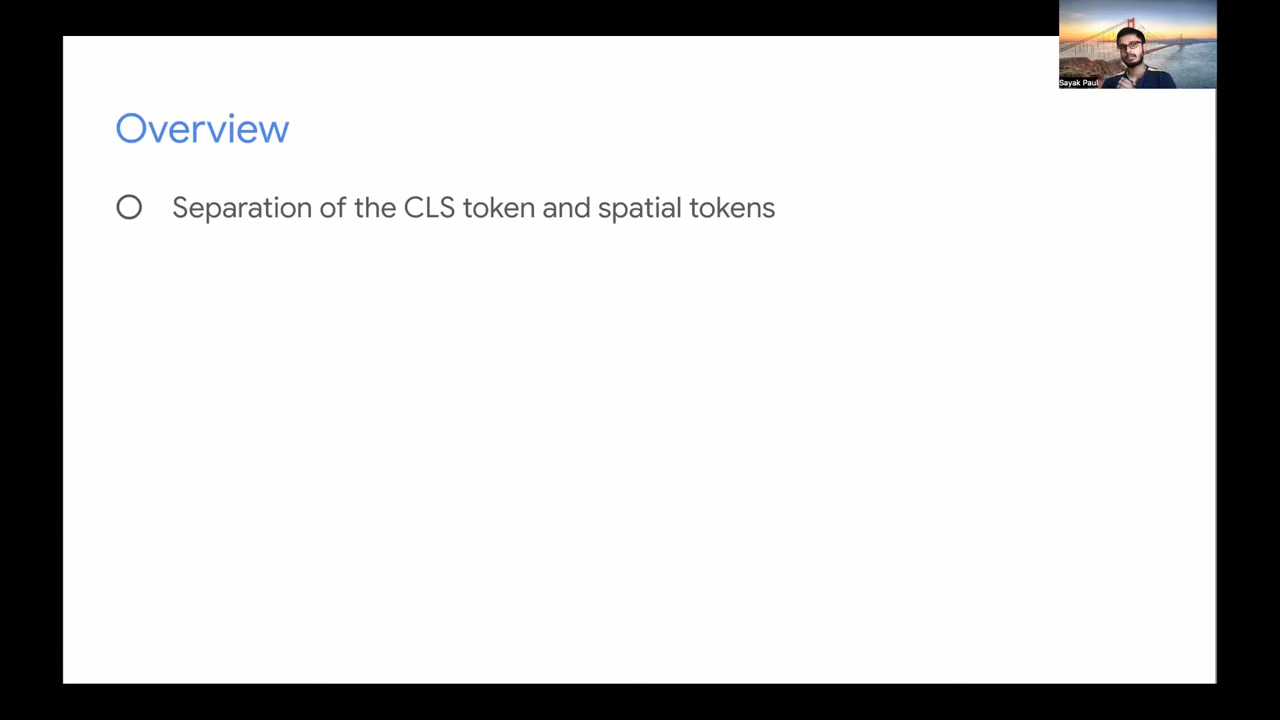 Sayak Paul
Overview
Separation of the CLS token and spatial tokens